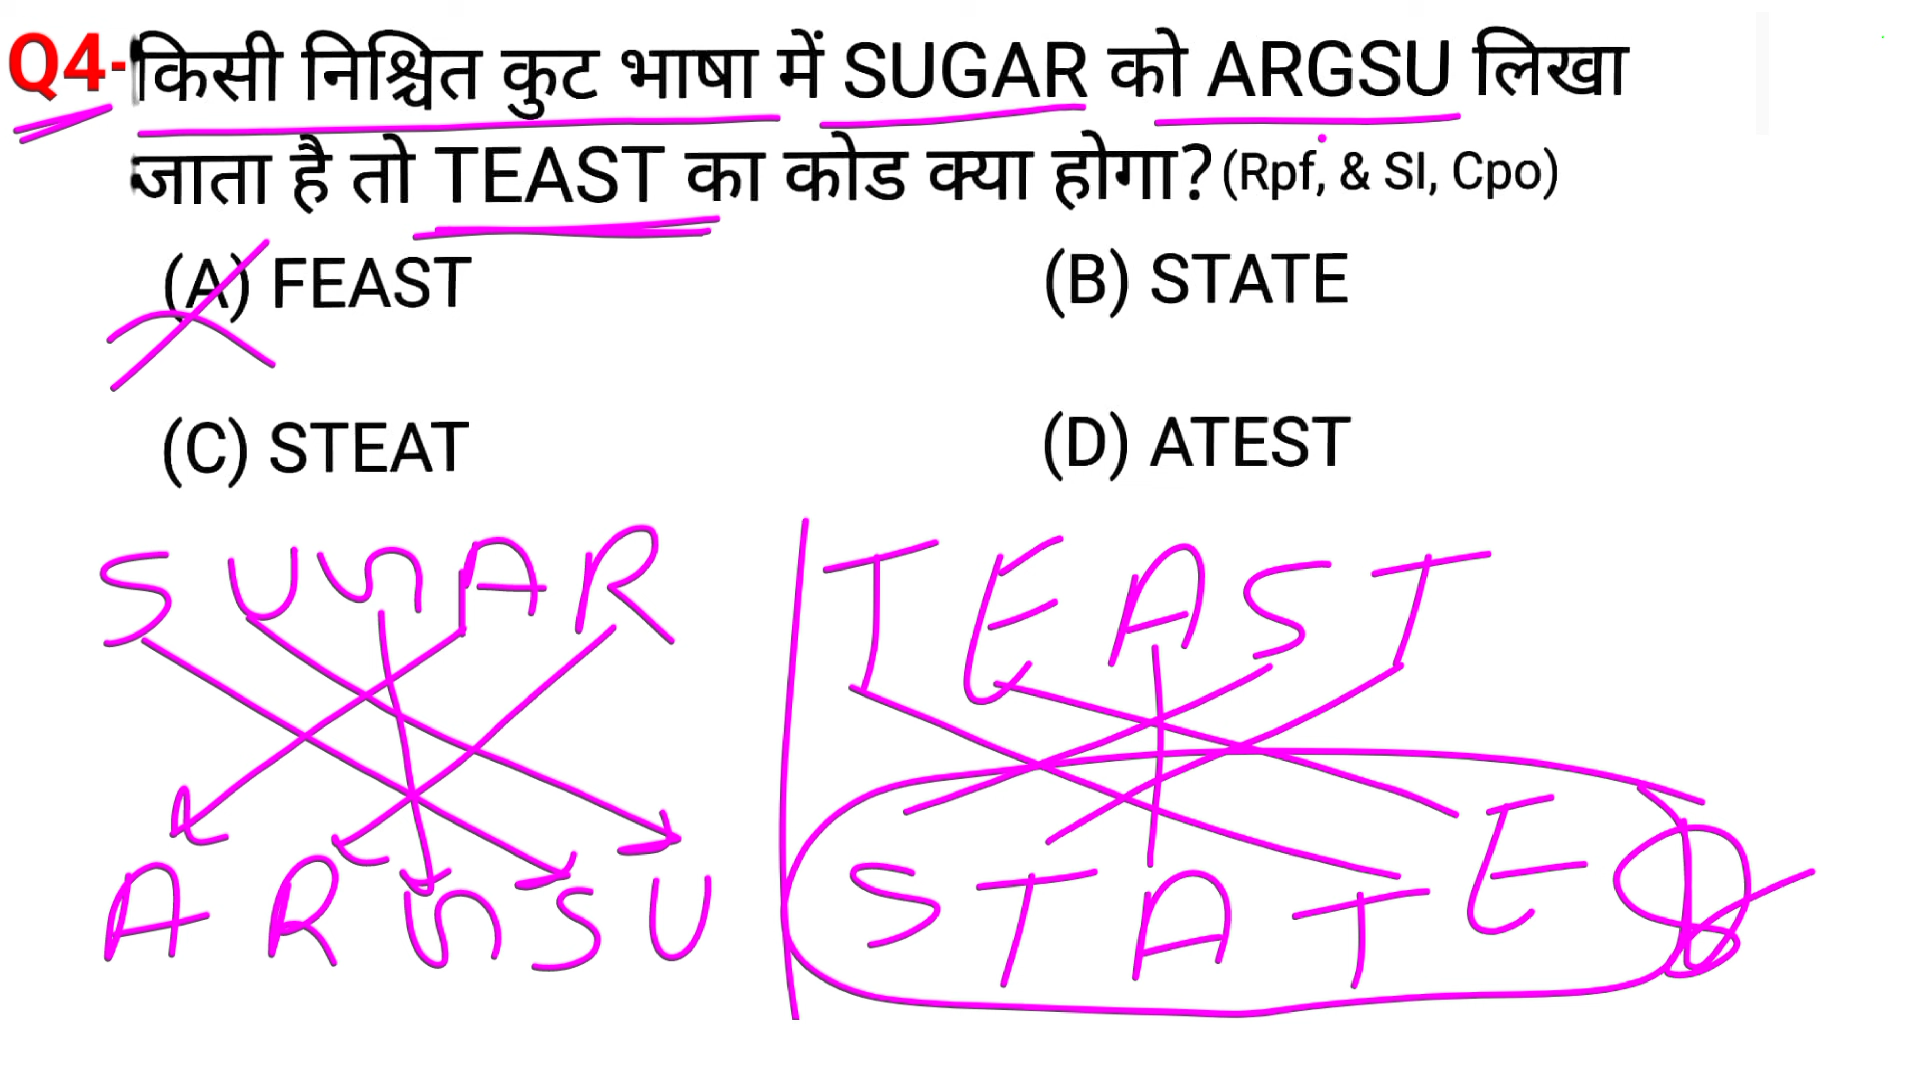 Q4-किसी निश्चित कुट भाषा में SUGAR को ARGSU लिखा
जाता है तो TEAST का कोड क्या होगा? (Rpf, & SI, Cpo)
(A) FEAST (B) STATE
(C) STEAT (D) ATEST
SUGAR TEAST
ARGSU STATE B